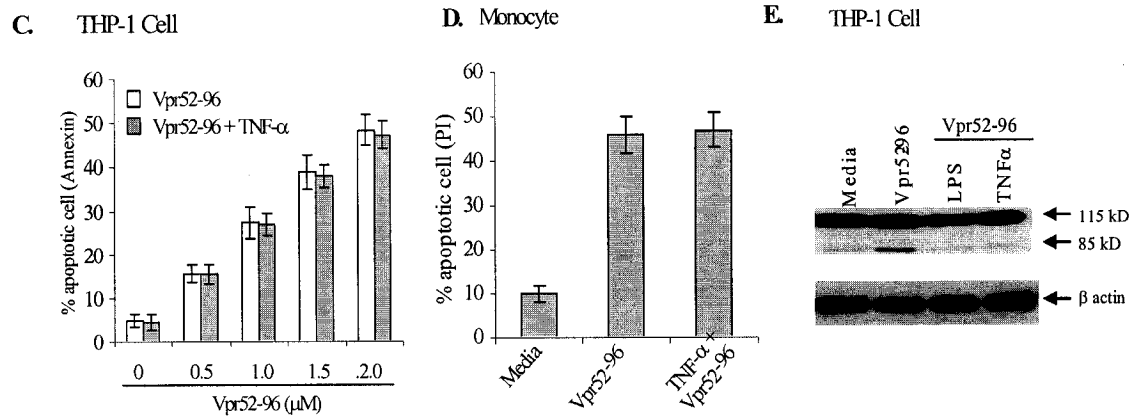 C. THP-1 Cell
60
50
40
30
20
10
0
% apoptotic cell (Annexin)
Vpr52-96
Vpr52-96 + TNF-α
0 0.5 1.0 1.5 .2.0
Vpr52-96 (μM)
D. Monocyte
60
50
40
30
20
10
0
% apoptotic cell (PI)
Media
Vpr52-96
TNF-α +
Vpr52-96
E. THP-1 Cell
Vpr52-96
Media
Vpr5296
LPS
TNFα
115 kD
85 kD
β actin